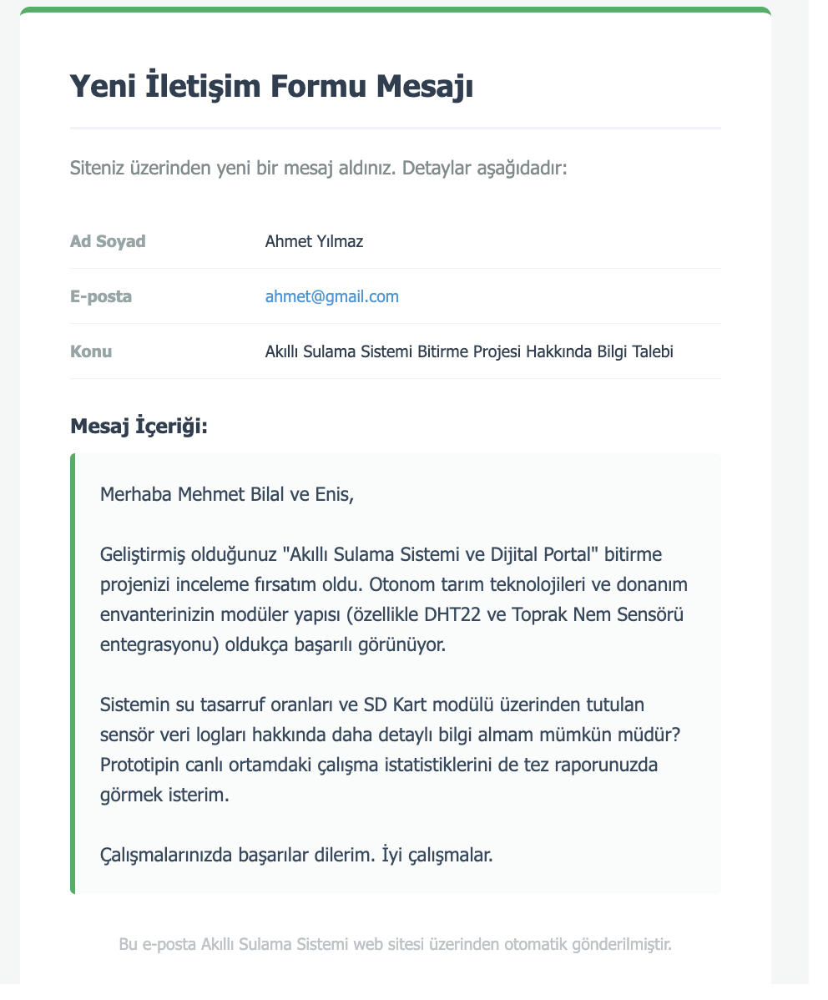 Yeni İletişim Formu Mesajı
Siteniz üzerinden yeni bir mesaj aldınız. Detaylar aşağıdadır:
Ad Soyad Ahmet Yılmaz
E-posta ahmet@gmail.com
Konu Akıllı Sulama Sistemi Bitirme Projesi Hakkında Bilgi Talebi
Mesaj İçeriği:
Merhaba Mehmet Bilal ve Enis,
Geliştirmiş olduğunuz "Akıllı Sulama Sistemi ve Dijital Portal" bitirme
projenizi inceleme fırsatım oldu. Otonom tarım teknolojileri ve donanım
envanterinizin modüler yapısı (özellikle DHT22 ve Toprak Nem Sensörü
entegrasyonu) oldukça başarılı görünüyor.
Sistemin su tasarruf oranları ve SD Kart modülü üzerinden tutulan
sensör veri logları hakkında daha detaylı bilgi almam mümkün müdür?
Prototipin canlı ortamdaki çalışma istatistiklerini de tez raporunuzda
görmek isterim.
Çalışmalarınızda başarılar dilerim. İyi çalışmalar.
Bu e-posta Akıllı Sulama Sistemi web sitesi üzerinden otomatik gönderilmiştir.